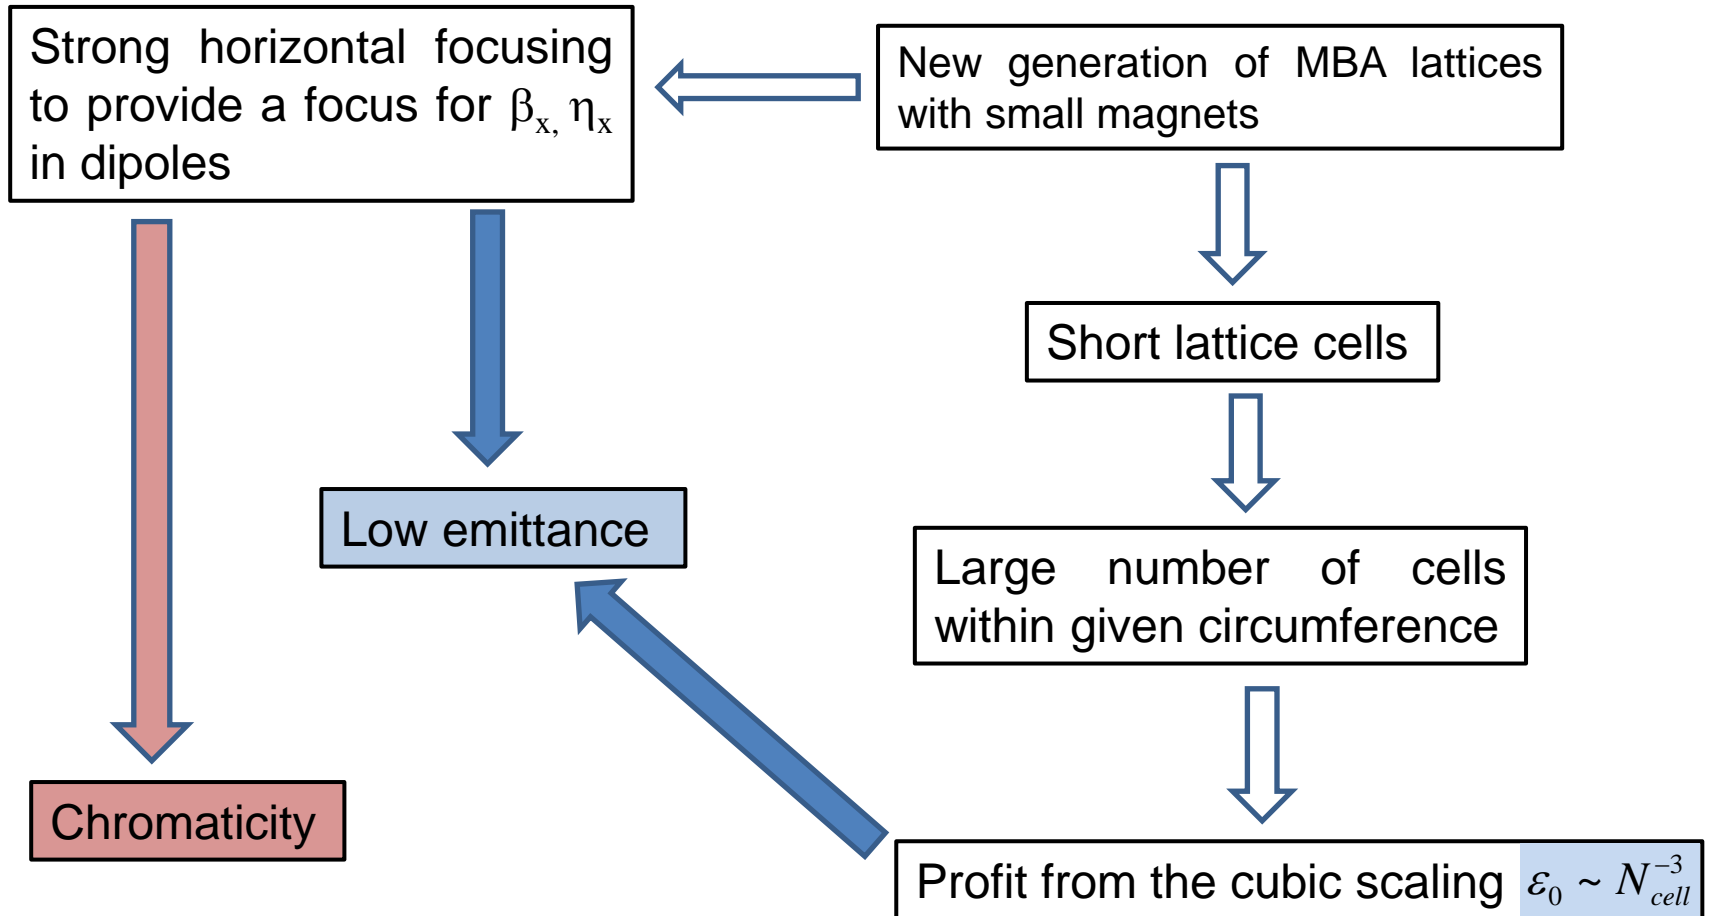 Strong horizontal focusing
to provide a focus for βx, ηx
in dipoles
New generation of MBA lattices
with small magnets
Short lattice cells
Low emittance
Large number of cells
within given circumference
Chromaticity
Profit from the cubic scaling ε₀ ~ N_cell^−3